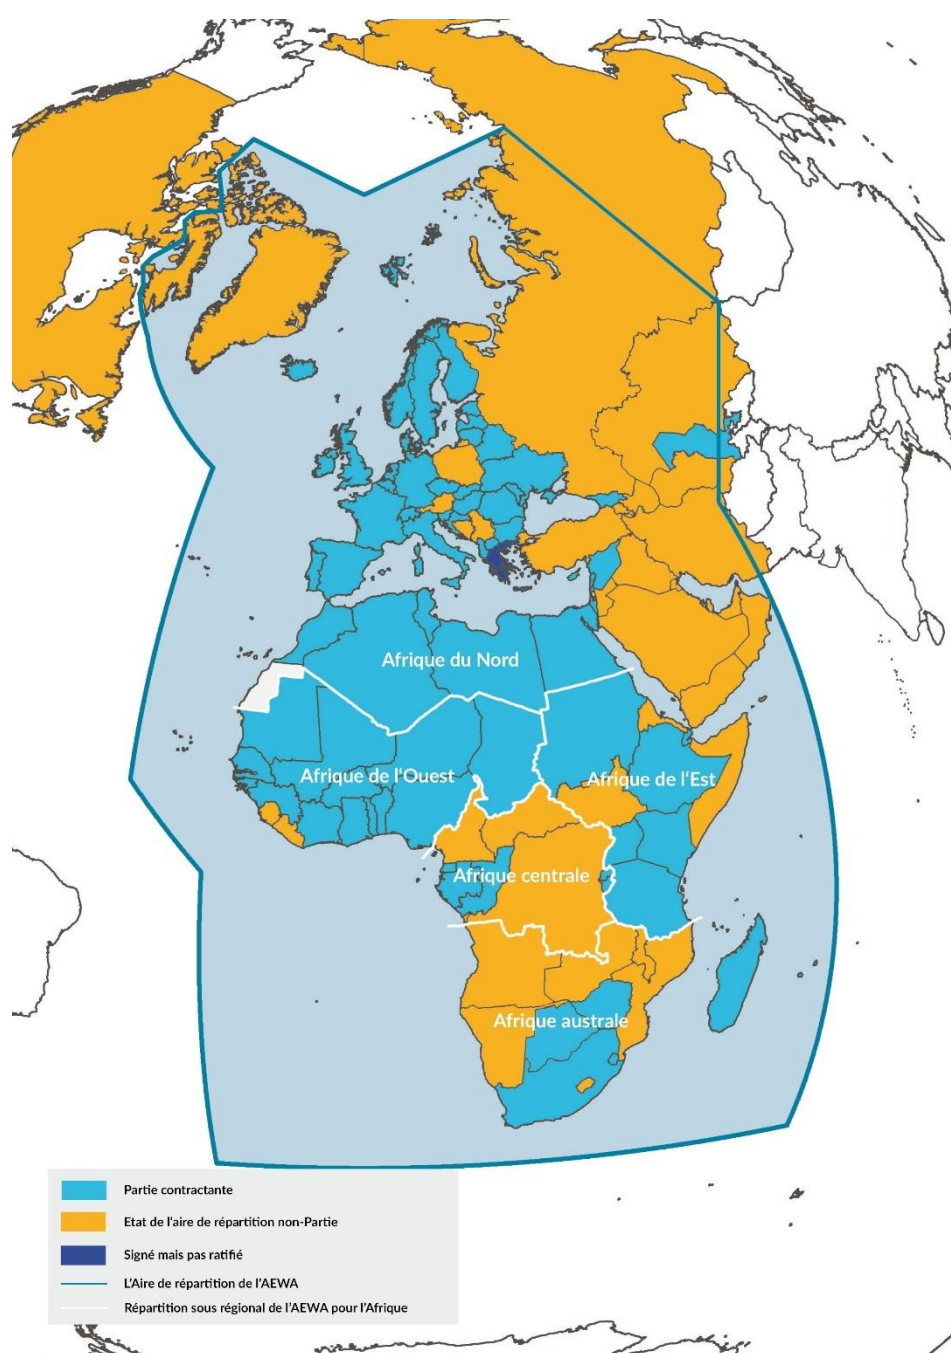 Afrique du Nord
Afrique de l'Ouest
Afrique de l'Est
Afrique centrale
Afrique australe
Partie contractante
Etat de l'aire de répartition non-Partie
Signé mais pas ratifié
L'Aire de répartition de l'AEWA
Répartition sous régional de l'AEWA pour l'Afrique